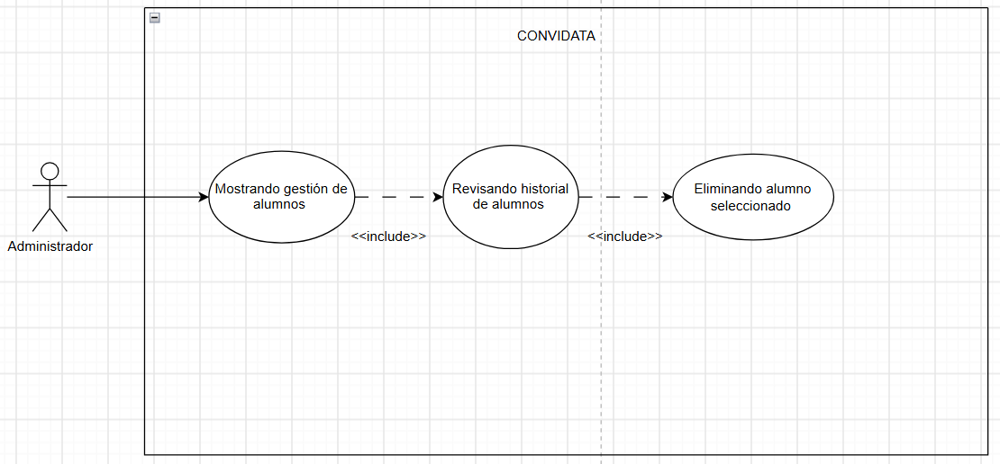 CONVIDATA
Mostrando gestión de
alumnos
Revisando historial
de alumnos
Eliminando alumno
seleccionado
<<include>>
<<include>>
Administrador